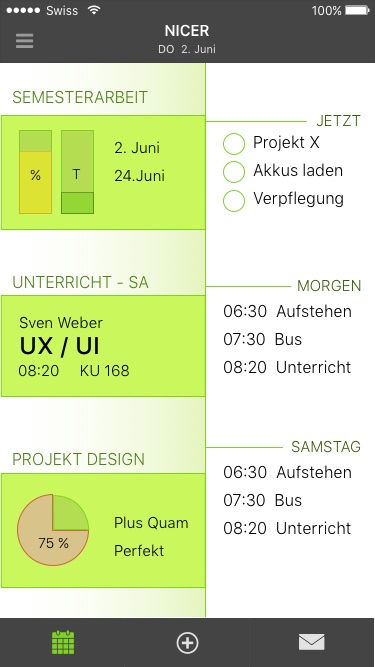 Swiss 100%
NICER
DO 2. Juni
SEMESTERARBEIT
% T
2. Juni
24.Juni
UNTERRICHT - SA
Sven Weber
UX / UI
08:20 KU 168
PROJEKT DESIGN
75 %
Plus Quam
Perfekt
JETZT
Projekt X
Akkus laden
Verpflegung
MORGEN
06:30 Aufstehen
07:30 Bus
08:20 Unterricht
SAMSTAG
06:30 Aufstehen
07:30 Bus
08:20 Unterricht